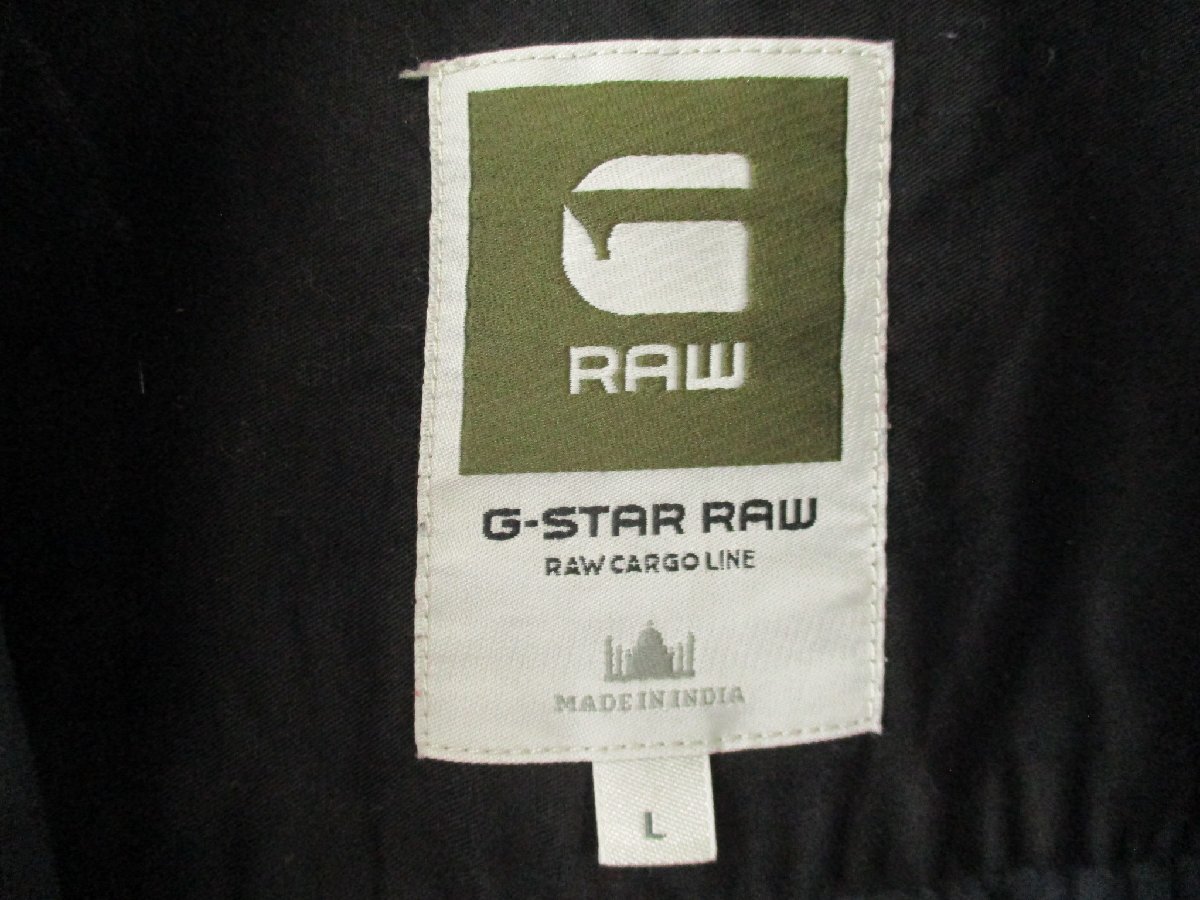 G
RAW
G-STAR RAW
RAW CARGO LINE
MADE IN INDIA
L